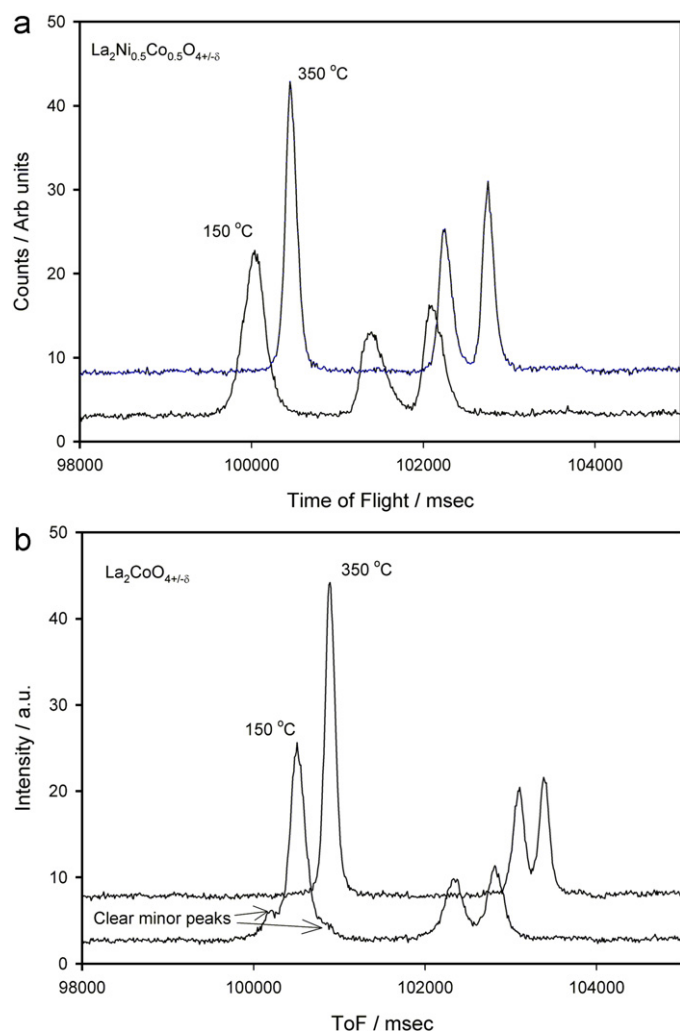 a
La₂Ni₀.₅Co₀.₅O₄₊/₋δ
350 °C
150 °C
50
40
30
20
10
0
Counts / Arb units
98000 100000 102000 104000
Time of Flight / msec
b
La₂CoO₄₊/₋δ
350 °C
150 °C
Clear minor peaks
50
40
30
20
10
0
Intensity / a.u.
98000 100000 102000 104000
ToF / msec